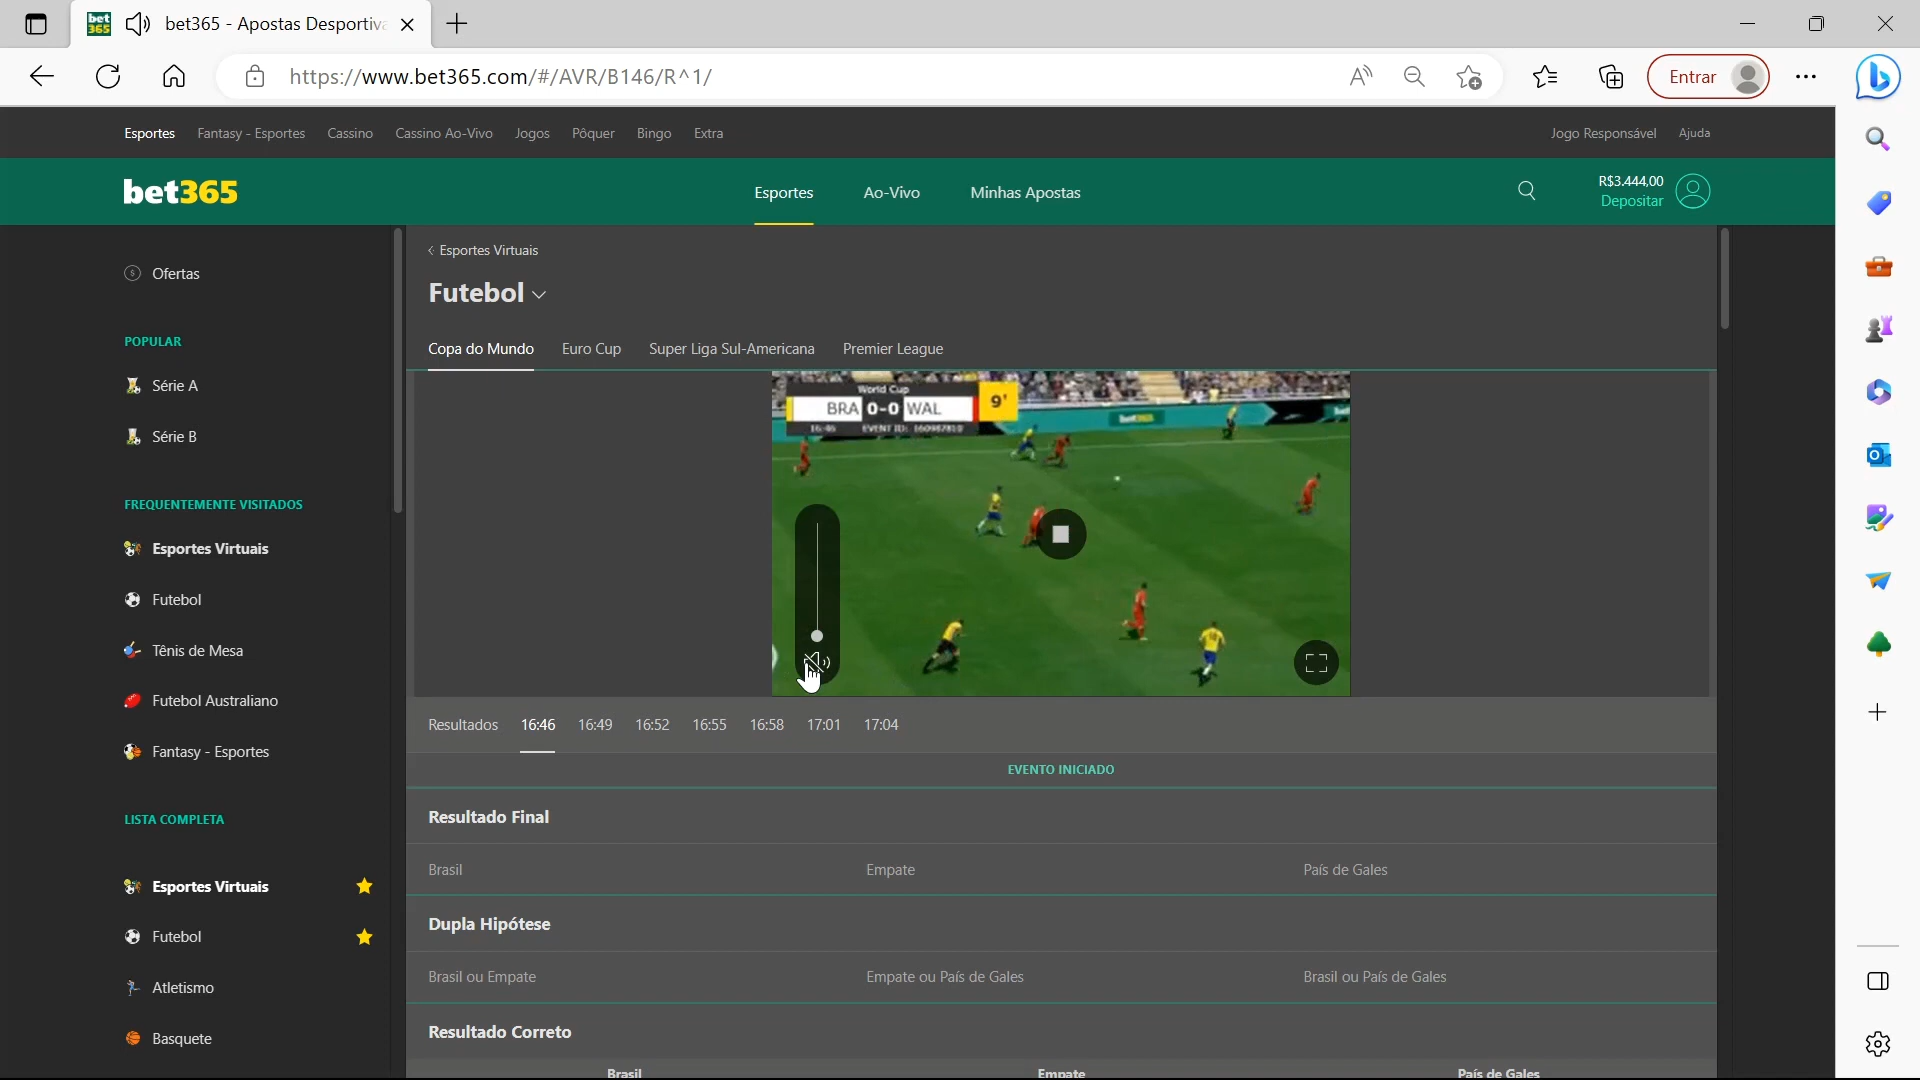 bet365 - Apostas Desportiva
https://www.bet365.com/#/AVR/B146/R^1/
Entrar
Esportes Fantasy - Esportes Cassino Cassino Ao-Vivo Jogos Pôquer Bingo Extra Jogo Responsável Ajuda
bet365 Esportes Ao-Vivo Minhas Apostas R$3.444,00
Depositar
Ofertas
POPULAR
Série A
Série B
FREQUENTEMENTE VISITADOS
Esportes Virtuais
Futebol
Tênis de Mesa
Futebol Australiano
Fantasy - Esportes
LISTA COMPLETA
Esportes Virtuais
Futebol
Atletismo
Basquete
Esportes Virtuais
Futebol
Copa do Mundo Euro Cup Super Liga Sul-Americana Premier League
World Cup
BRA 0-0 WAL 9'
16:46 EVENT ID:
bet365
Resultados 16:46 16:49 16:52 16:55 16:58 17:01 17:04
EVENTO INICIADO
Resultado Final
Brasil Empate País de Gales
Dupla Hipótese
Brasil ou Empate Empate ou País de Gales Brasil ou País de Gales
Resultado Correto
Brasil Empate País de Gales